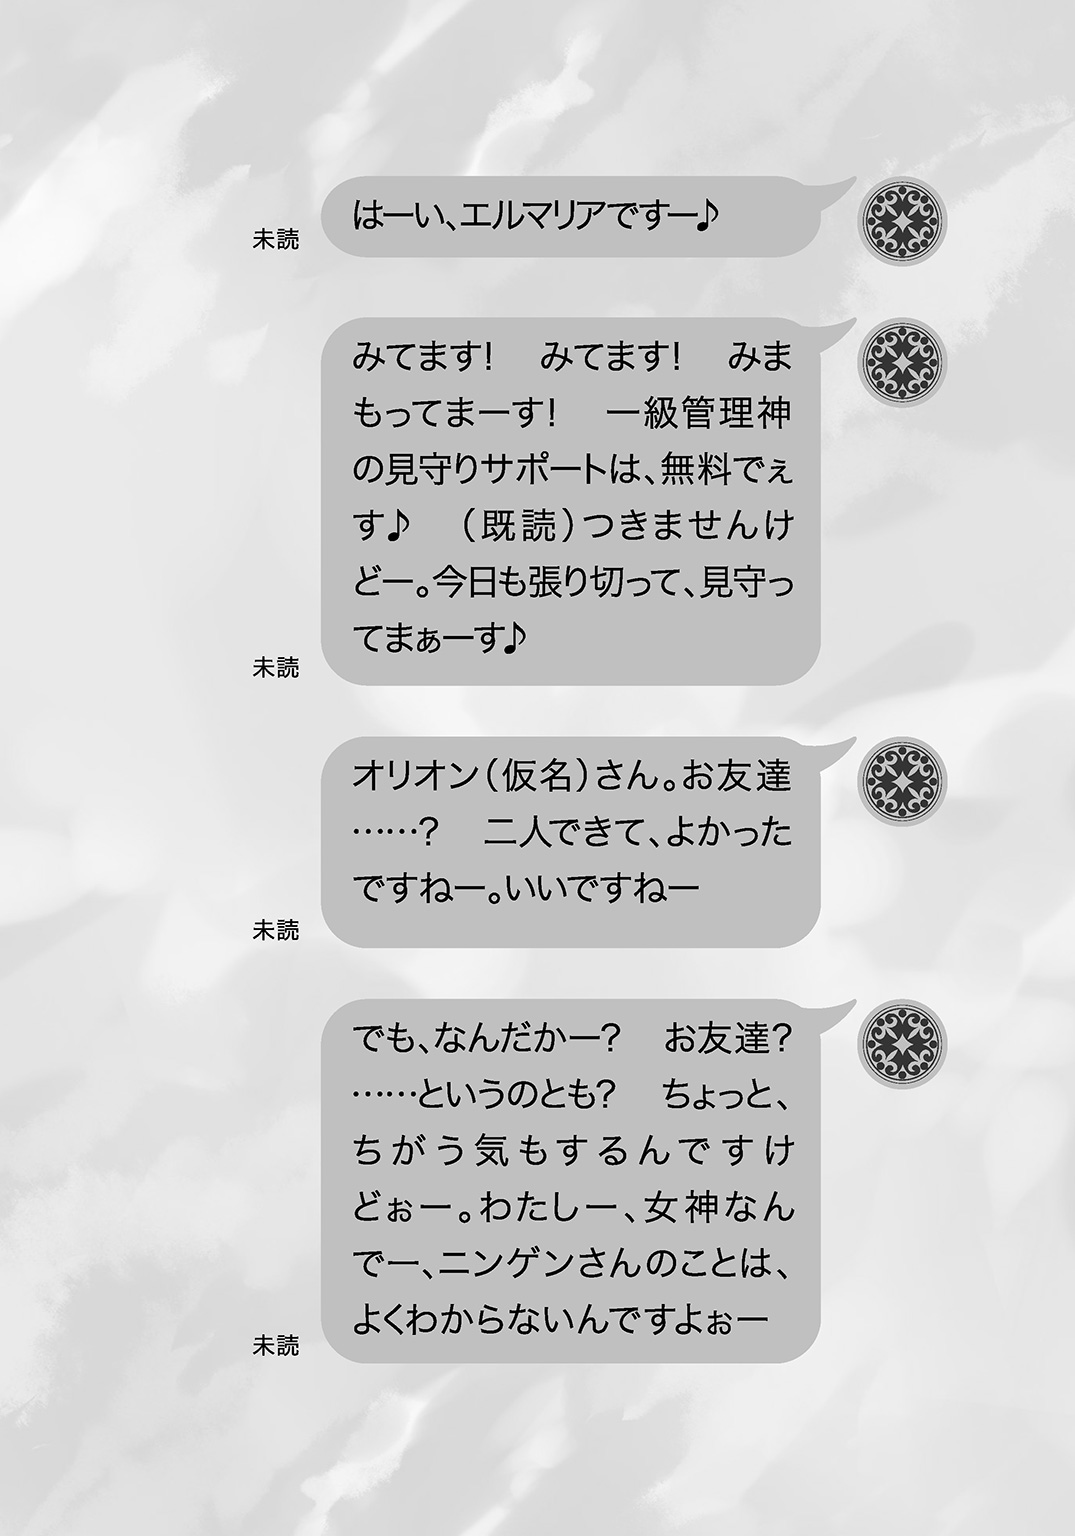 はーい、エルマリアですー♪
未読
みてます！　みてます！　みま
もってまーす！　一級管理神
の見守りサポートは、無料でぇ
す♪　（既読）つきませんけ
どー。今日も張り切って、見守っ
てまぁーす♪
未読
オリオン（仮名）さん。お友達
……？　二人できて、よかった
ですねー。いいですねー
未読
でも、なんだかー？　お友達？
……というのとも？　ちょっと、
ちがう気もするんですけ
どぉー。わたしー、女神なん
でー、ニンゲンさんのことは、
よくわからないんですよぉー
未読